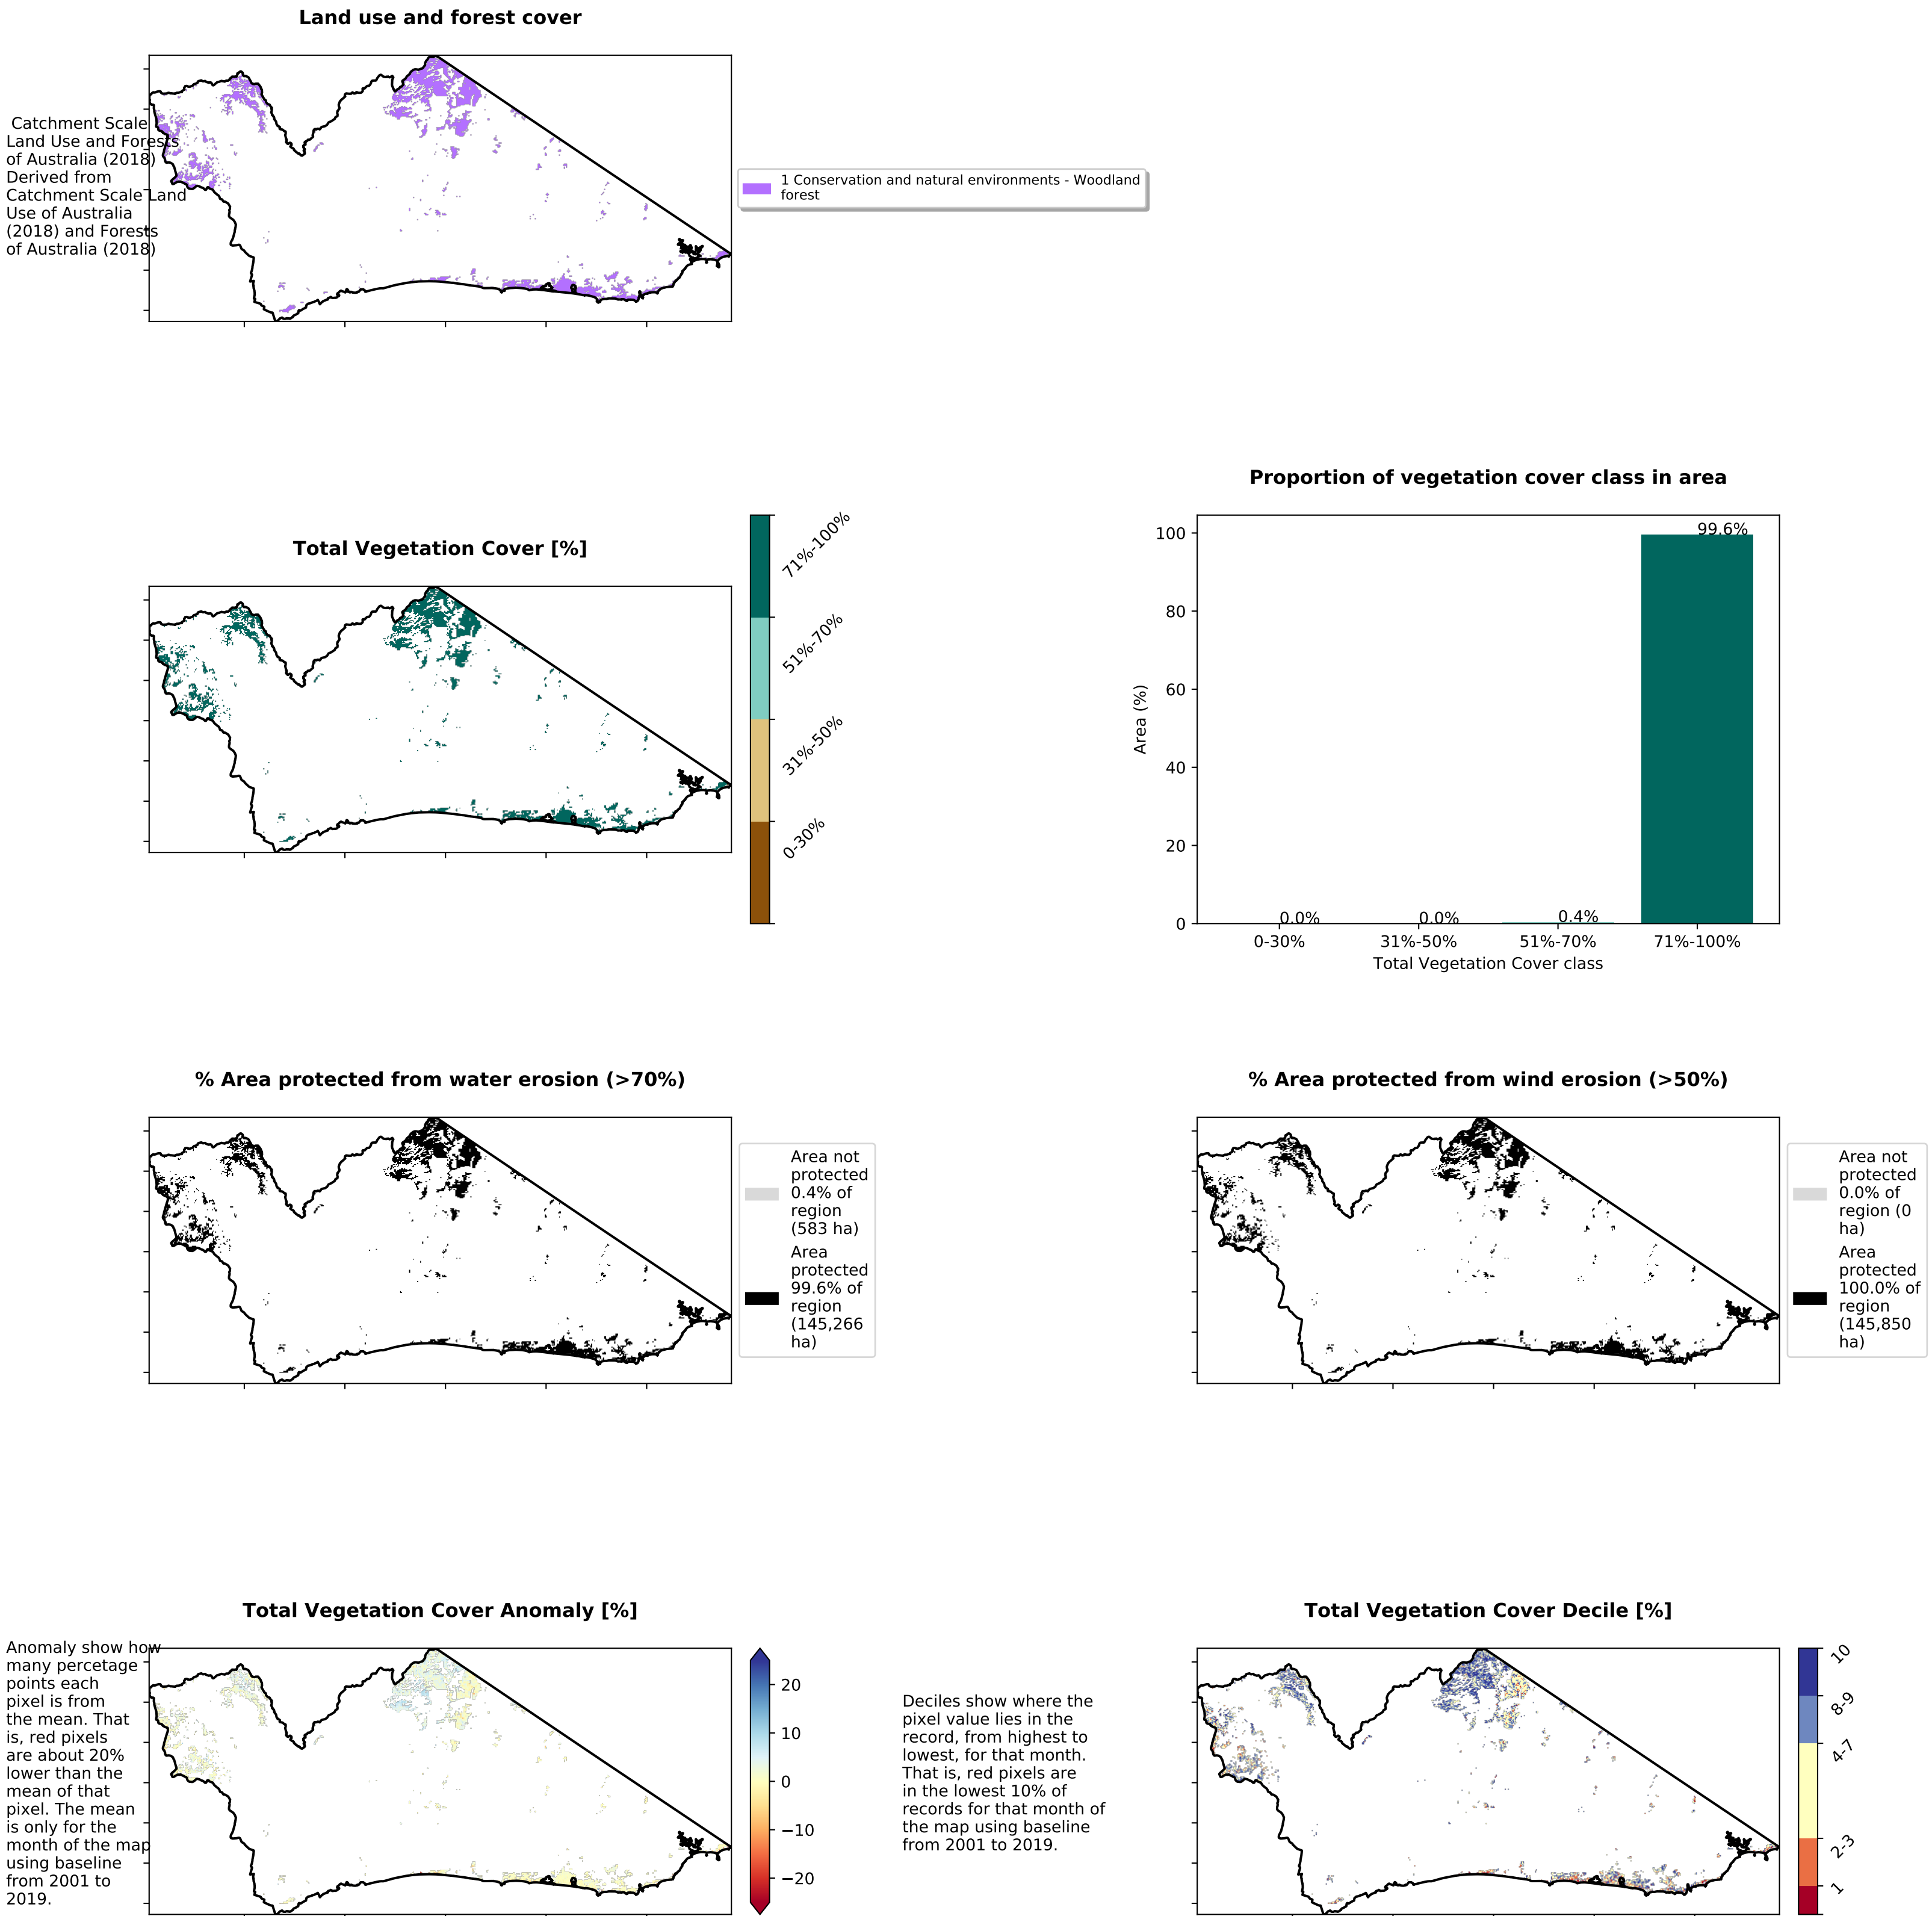 Land use and forest cover
Catchment Scale
Land Use and Forests
of Australia (2018)
Derived from
Catchment Scale Land
Use of Australia
(2018) and Forests
of Australia (2018)
1 Conservation and natural environments - Woodland
forest
Total Vegetation Cover [%]
71%-100%
51%-70%
31%-50%
0-30%
Proportion of vegetation cover class in area
Area (%)
100
80
60
40
20
0
0.0%
0.0%
0.4%
99.6%
0-30%
31%-50%
51%-70%
71%-100%
Total Vegetation Cover class
% Area protected from water erosion (>70%)
Area not
protected
0.4% of
region
(583 ha)
Area
protected
99.6% of
region
(145,266
ha)
% Area protected from wind erosion (>50%)
Area not
protected
0.0% of
region (0
ha)
Area
protected
100.0% of
region
(145,850
ha)
Total Vegetation Cover Anomaly [%]
Anomaly show how
many percetage
points each
pixel is from
the mean. That
is, red pixels
are about 20%
lower than the
mean of that
pixel. The mean
is only for the
month of the map
using baseline
from 2001 to
2019.
20
10
0
−10
−20
Total Vegetation Cover Decile [%]
Deciles show where the
pixel value lies in the
record, from highest to
lowest, for that month.
That is, red pixels are
in the lowest 10% of
records for that month of
the map using baseline
from 2001 to 2019.
10
8-9
4-7
2-3
1